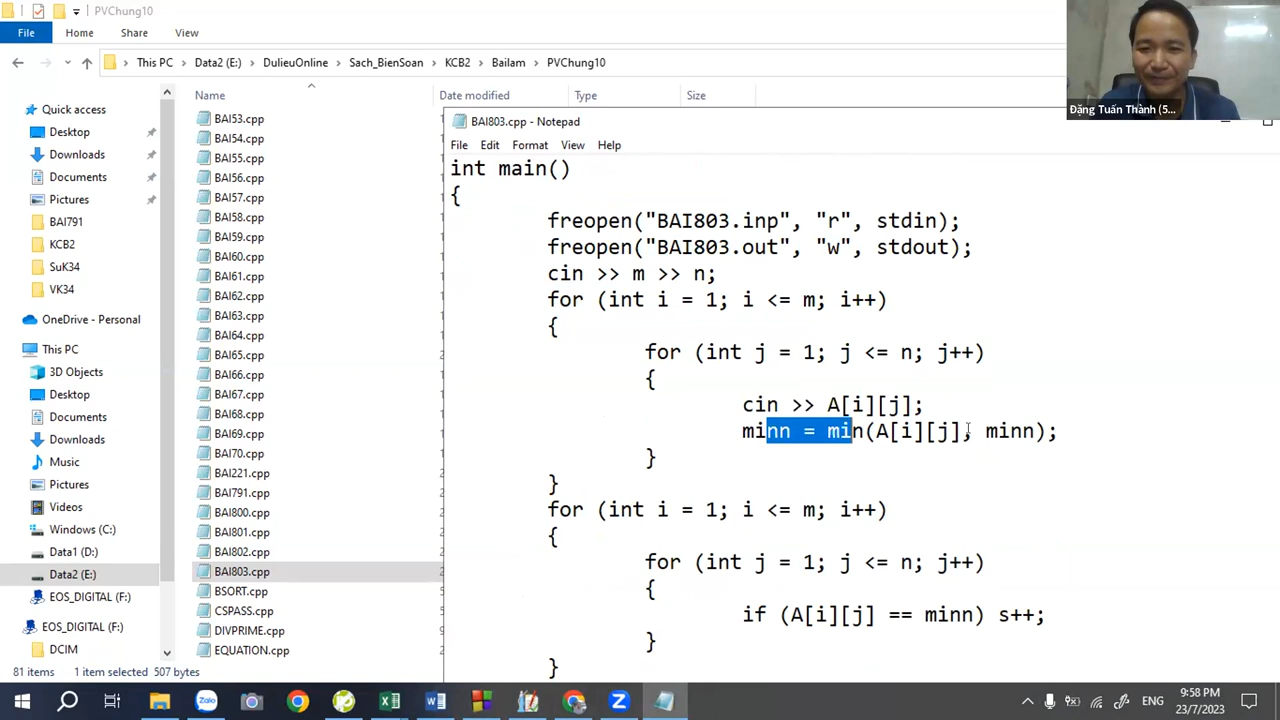 PVChung10
File Home Share View
This PC Data2 (E:) DulieuOnline Sach_BienSoan KCB2 Bailam PVChung10
Đặng Tuấn Thành (5...
Name Date modified Type Size
Quick access
Desktop
Downloads
Documents
Pictures
BAI791
KCB2
SuK34
VK34
OneDrive - Personal
This PC
3D Objects
Desktop
Documents
Downloads
Music
Pictures
Videos
Windows (C:)
Data1 (D:)
Data2 (E:)
EOS_DIGITAL (F:)
EOS_DIGITAL (F:)
DCIM
BAI53.cpp
BAI54.cpp
BAI55.cpp
BAI56.cpp
BAI57.cpp
BAI58.cpp
BAI59.cpp
BAI60.cpp
BAI61.cpp
BAI62.cpp
BAI63.cpp
BAI64.cpp
BAI65.cpp
BAI66.cpp
BAI67.cpp
BAI68.cpp
BAI69.cpp
BAI70.cpp
BAI221.cpp
BAI791.cpp
BAI800.cpp
BAI801.cpp
BAI802.cpp
BAI803.cpp
BSORT.cpp
CSPASS.cpp
DIVPRIME.cpp
EQUATION.cpp
BAI803.cpp - Notepad
File Edit Format View Help
int main()
{
freopen("BAI803.inp", "r", stdin);
freopen("BAI803.out", "w", stdout);
cin >> m >> n;
for (int i = 1; i <= m; i++)
{
for (int j = 1; j <= n; j++)
{
cin >> A[i][j];
minn = min(A[i][j], minn);
}
}
for (int i = 1; i <= m; i++)
{
for (int j = 1; j <= n; j++)
{
if (A[i][j] == minn) s++;
}
}
81 items 1 item selected 507 bytes
Zalo
ENG
9:58 PM
23/7/2023